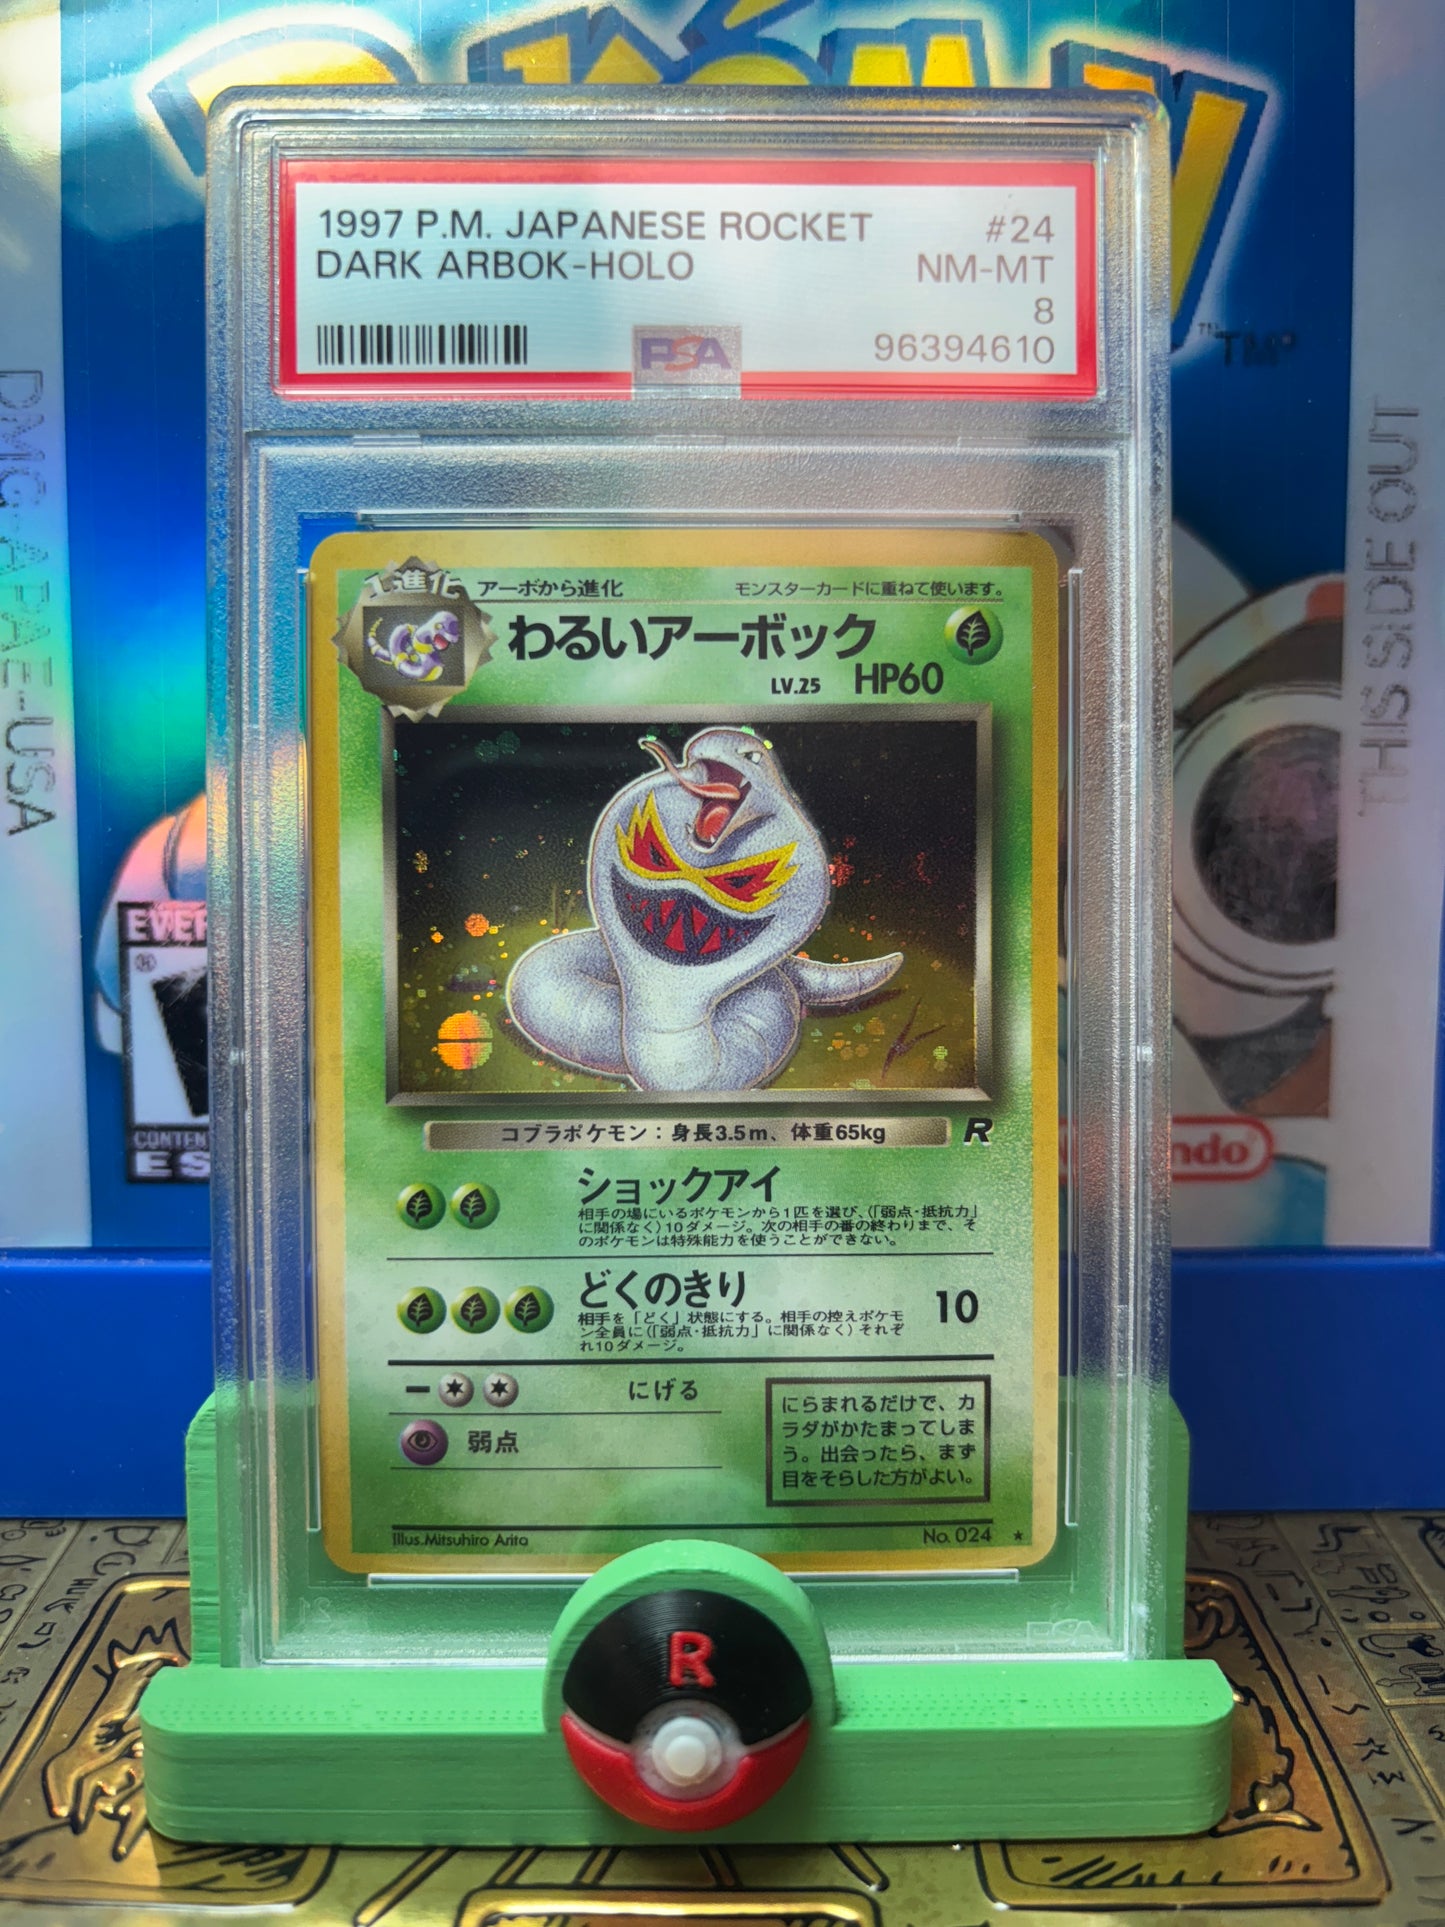 1997 P.M. JAPANESE ROCKET #24
DARK ARBOK-HOLO NM-MT
8
PSA 96394610
TM
TM®
DMG-APAE-USA
THIS SIDE OUT
1進化
アーボから進化
モンスターカードに重ねて使います。
わるいアーボック
LV.25 HP60
コブラポケモン：身長3.5m、体重65kg
R
ショックアイ
相手の場にいるポケモンから1匹を選び、(「弱点・抵抗力」
に関係なく)10ダメージ。次の相手の番の終わりまで、そ
のポケモンは特殊能力を使うことができない。
どくのきり 10
相手を「どく」状態にする。相手の控えポケモ
ン全員に(「弱点・抵抗力」に関係なく)それぞ
れ10ダメージ。
ー にげる
弱点
にらまれるだけで、カ
ラダがかたまってしま
う。出会ったら、まず
目をそらした方がよい。
Illus.Mitsuhiro Arita
No. 024 ★
PSA
R